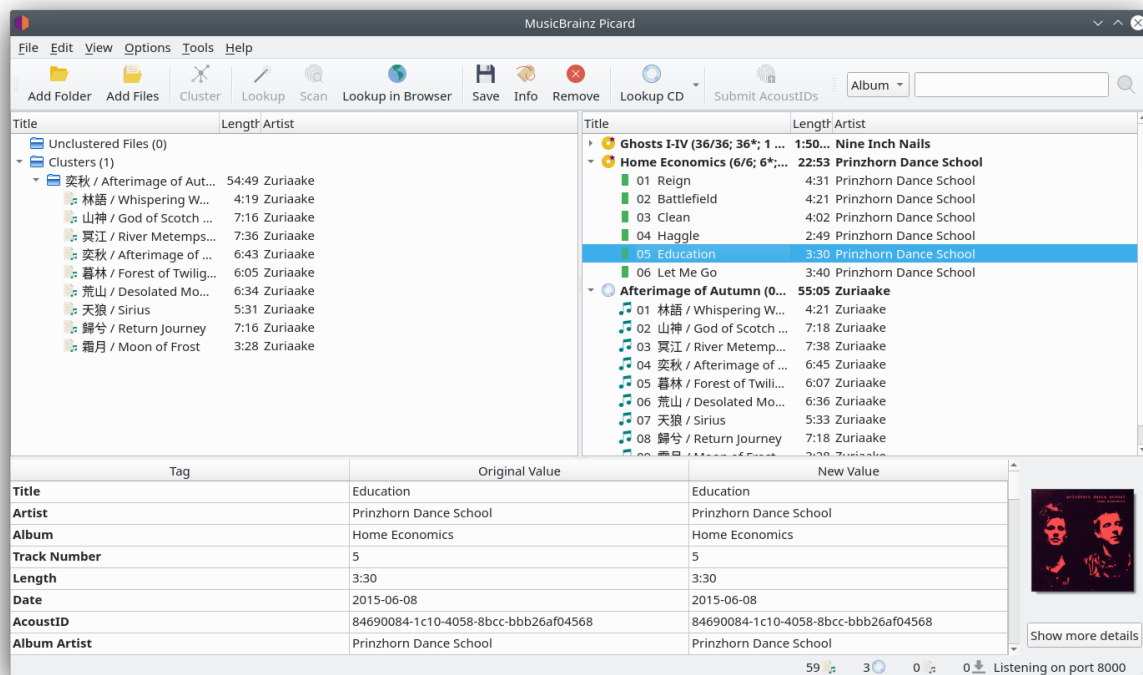 MusicBrainz Picard
File Edit View Options Tools Help
Add Folder Add Files Cluster Lookup Scan Lookup in Browser Save Info Remove Lookup CD Submit AcoustIDs Album
Title Length Artist
Unclustered Files (0)
Clusters (1)
奕秋 / Afterimage of Aut... 54:49 Zuriaake
林語 / Whispering W... 4:19 Zuriaake
山神 / God of Scotch ... 7:16 Zuriaake
冥江 / River Metemps... 7:36 Zuriaake
奕秋 / Afterimage of ... 6:43 Zuriaake
暮林 / Forest of Twilig... 6:05 Zuriaake
荒山 / Desolated Mo... 6:34 Zuriaake
天狼 / Sirius 5:31 Zuriaake
歸兮 / Return Journey 7:16 Zuriaake
霜月 / Moon of Frost 3:28 Zuriaake
Title Length Artist
Ghosts I-IV (36/36; 36*; 1 ... 1:50... Nine Inch Nails
Home Economics (6/6; 6*;... 22:53 Prinzhorn Dance School
01 Reign 4:31 Prinzhorn Dance School
02 Battlefield 4:21 Prinzhorn Dance School
03 Clean 4:02 Prinzhorn Dance School
04 Haggle 2:49 Prinzhorn Dance School
05 Education 3:30 Prinzhorn Dance School
06 Let Me Go 3:40 Prinzhorn Dance School
Afterimage of Autumn (0... 55:05 Zuriaake
01 林語 / Whispering W... 4:21 Zuriaake
02 山神 / God of Scotch ... 7:18 Zuriaake
03 冥江 / River Metemp... 7:38 Zuriaake
04 奕秋 / Afterimage of ... 6:45 Zuriaake
05 暮林 / Forest of Twili... 6:07 Zuriaake
06 荒山 / Desolated Mo... 6:36 Zuriaake
07 天狼 / Sirius 5:33 Zuriaake
08 歸兮 / Return Journey 7:18 Zuriaake
Tag Original Value New Value
Title Education Education
Artist Prinzhorn Dance School Prinzhorn Dance School
Album Home Economics Home Economics
Track Number 5 5
Length 3:30 3:30
Date 2015-06-08 2015-06-08
AcoustID 84690084-1c10-4058-8bcc-bbb26af04568 84690084-1c10-4058-8bcc-bbb26af04568
Album Artist Prinzhorn Dance School Prinzhorn Dance School
prinzhorn dance school
home economics
Show more details
59 3 0 0 Listening on port 8000